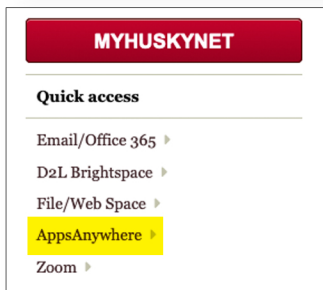 MYHUSKYNET
Quick access
Email/Office 365
D2L Brightspace
File/Web Space
AppsAnywhere
Zoom